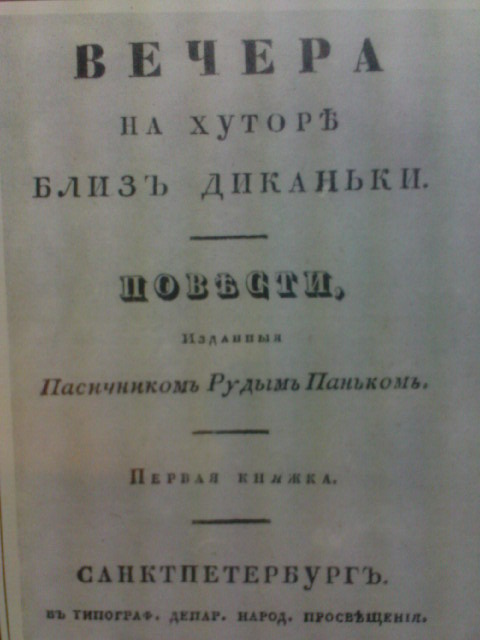 ВЕЧЕРА
НА ХУТОРѢ
БЛИЗЪ ДИКАНЬКИ.
ПОВѢСТИ,
Изданныя
Пасичникомъ Рудымъ Панькомъ.
Первая книжка.
САНКТПЕТЕРБУРГЪ.
ВЪ ТИПОГРАФ. ДЕПАР. НАРОД. ПРОСВѢЩЕНІЯ.